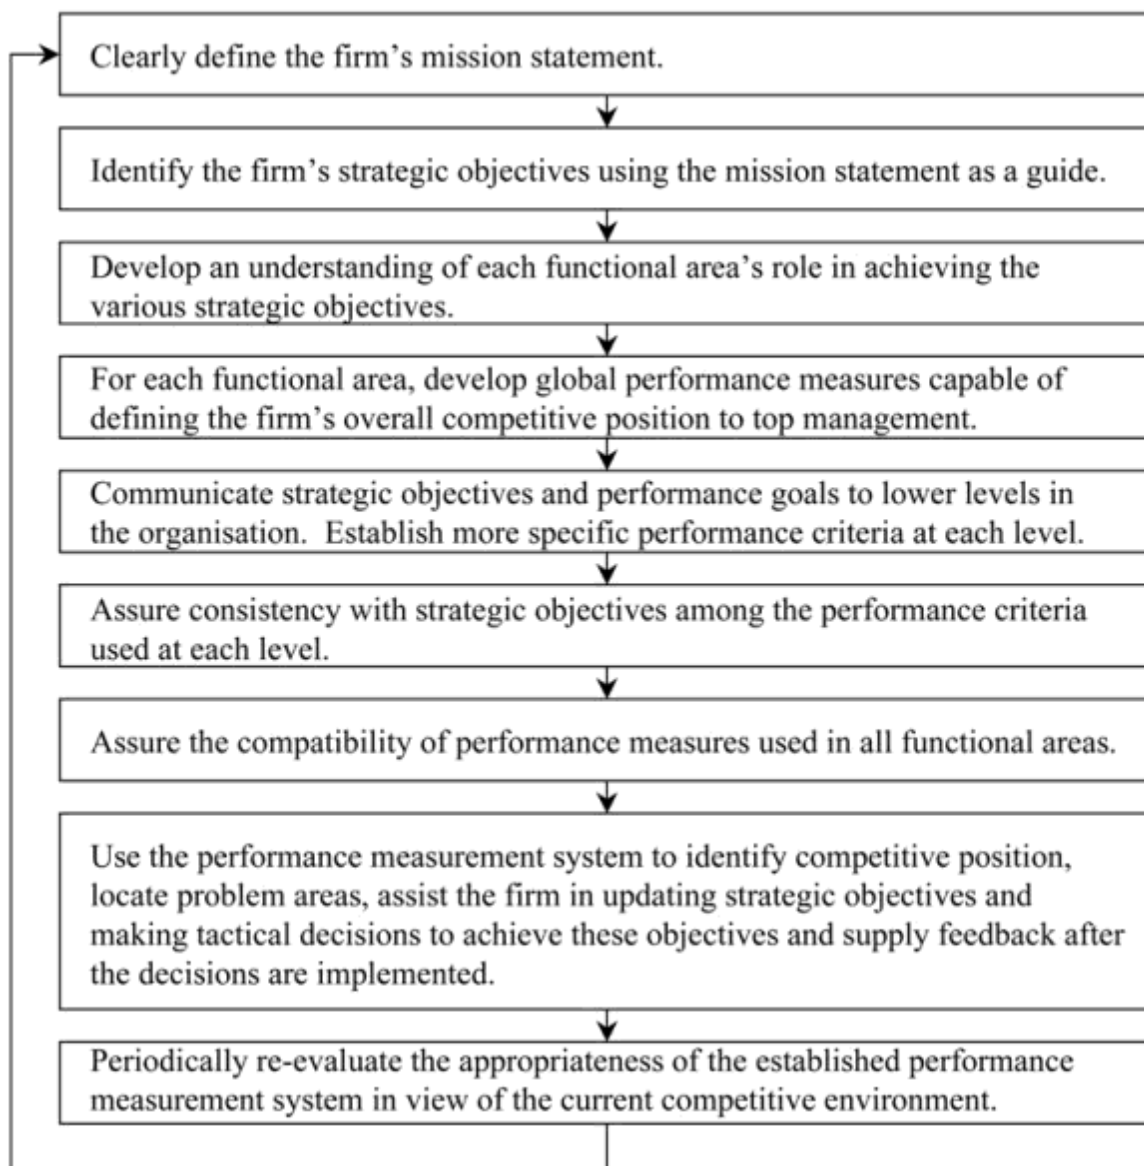 Clearly define the firm’s mission statement.
Identify the firm’s strategic objectives using the mission statement as a guide.
Develop an understanding of each functional area’s role in achieving the
various strategic objectives.
For each functional area, develop global performance measures capable of
defining the firm’s overall competitive position to top management.
Communicate strategic objectives and performance goals to lower levels in
the organisation.  Establish more specific performance criteria at each level.
Assure consistency with strategic objectives among the performance criteria
used at each level.
Assure the compatibility of performance measures used in all functional areas.
Use the performance measurement system to identify competitive position,
locate problem areas, assist the firm in updating strategic objectives and
making tactical decisions to achieve these objectives and supply feedback after
the decisions are implemented.
Periodically re-evaluate the appropriateness of the established performance
measurement system in view of the current competitive environment.